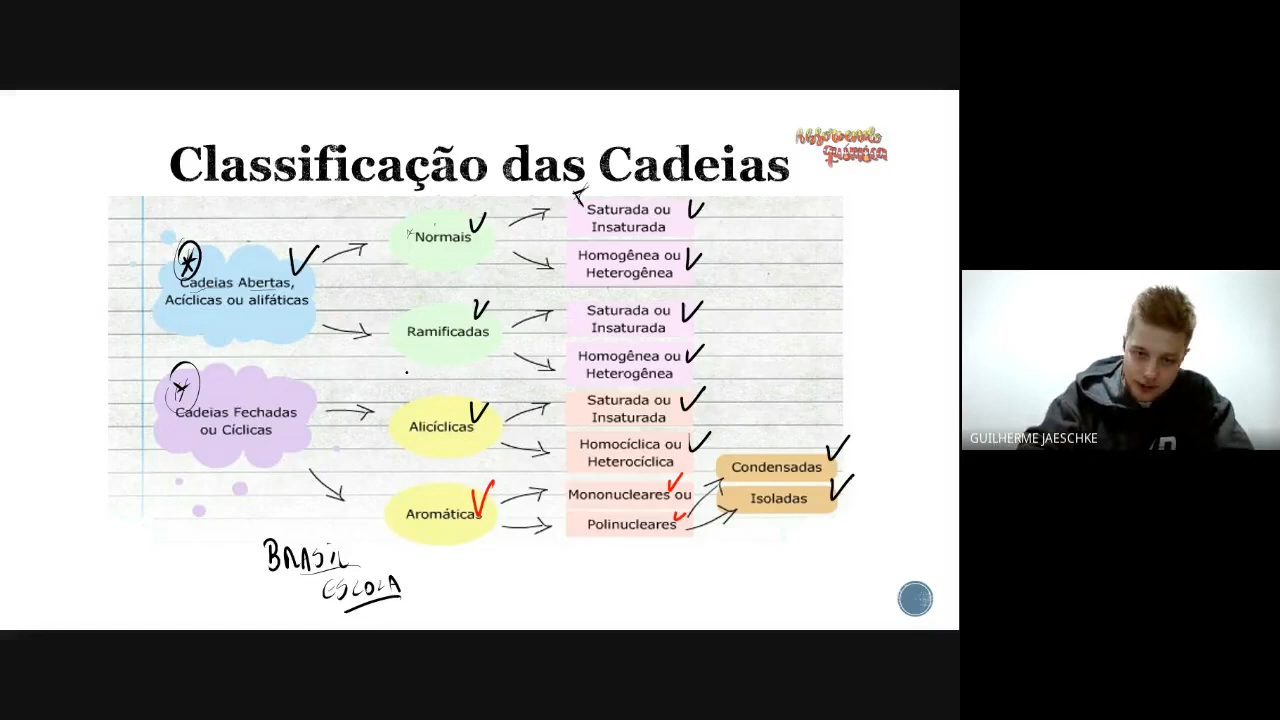 Absorvendo
Química
Classificação das Cadeias
Cadeias Abertas,
Acíclicas ou alifáticas
Normais
Saturada ou
Insaturada
Homogênea ou
Heterogênea
Ramificadas
Saturada ou
Insaturada
Homogênea ou
Heterogênea
Cadeias Fechadas
ou Cíclicas
Alicíclicas
Saturada ou
Insaturada
Homocíclica ou
Heterocíclica
Aromáticas
Mononucleares ou
Polinucleares
Condensadas
Isoladas
BRASIL
ESCOLA
GUILHERME JAESCHKE